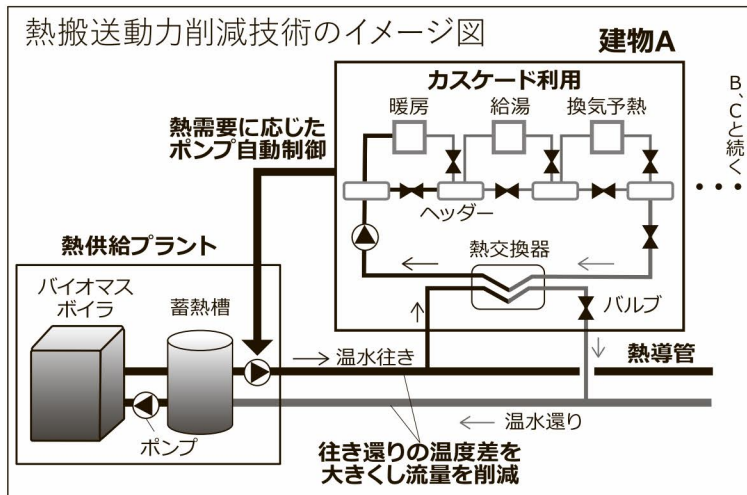 熱搬送動力削減技術のイメージ図
建物A
カスケード利用
暖房
給湯
換気予熱
B、Cと続く
・・・
熱需要に応じた
ポンプ自動制御
ヘッダー
熱供給プラント
熱交換器
バイオマス
ボイラ
蓄熱槽
バルブ
温水往き
熱導管
ポンプ
温水還り
往き還りの温度差を
大きくし流量を削減